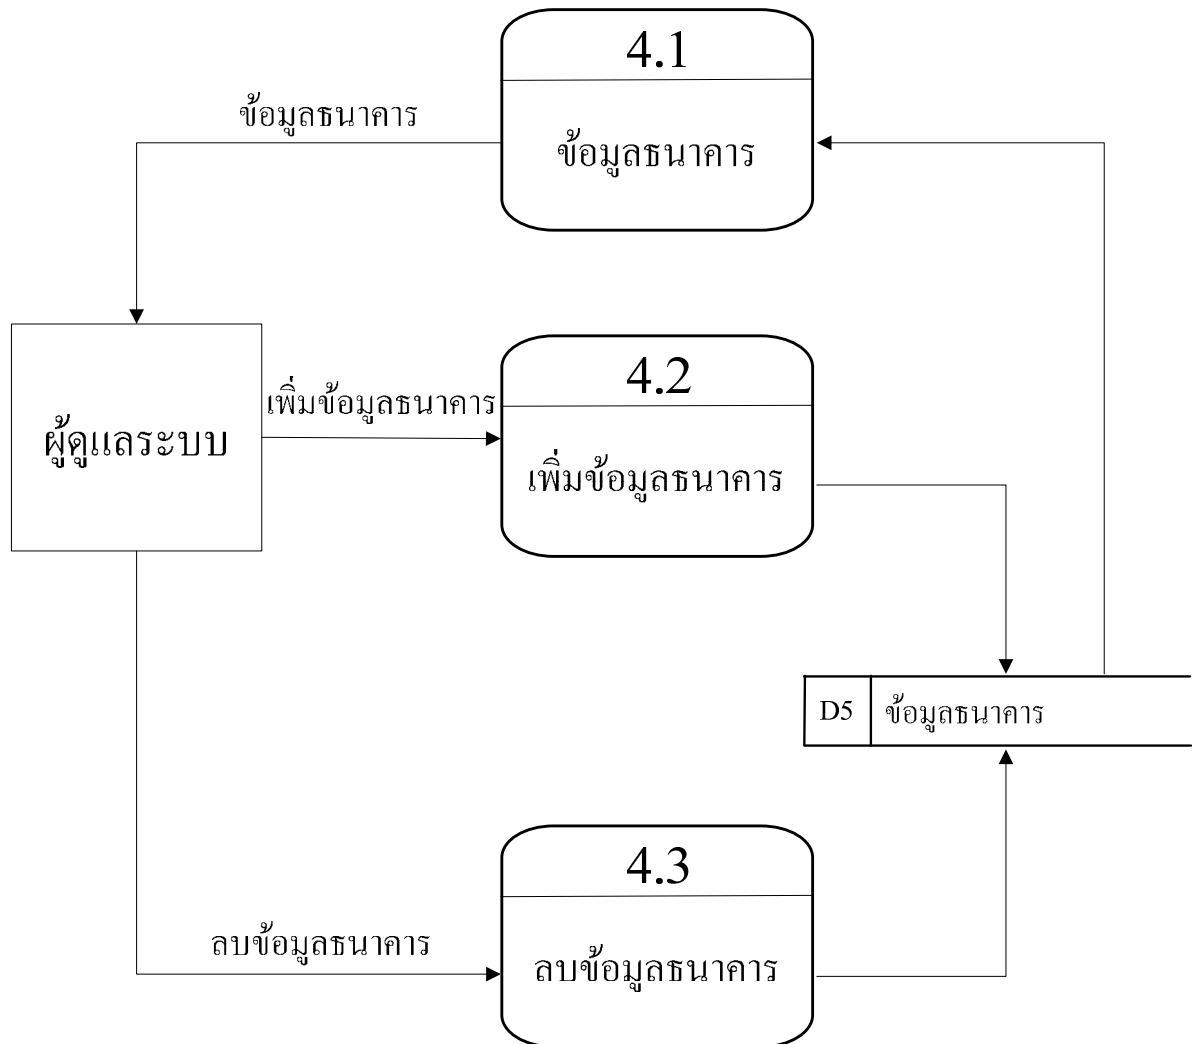 4.1
ข้อมูลธนาคาร
ข้อมูลธนาคาร
4.2
เพิ่มข้อมูลธนาคาร
ผู้ดูแลระบบ
เพิ่มข้อมูลธนาคาร
D5 ข้อมูลธนาคาร
4.3
ลบข้อมูลธนาคาร
ลบข้อมูลธนาคาร